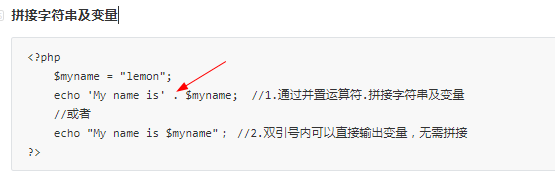 拼接字符串及变量
<?php
$myname = "lemon";
echo 'My name is' . $myname;  //1.通过并置运算符.拼接字符串及变量
//或者
echo "My name is $myname"； //2.双引号内可以直接输出变量，无需拼接
?>